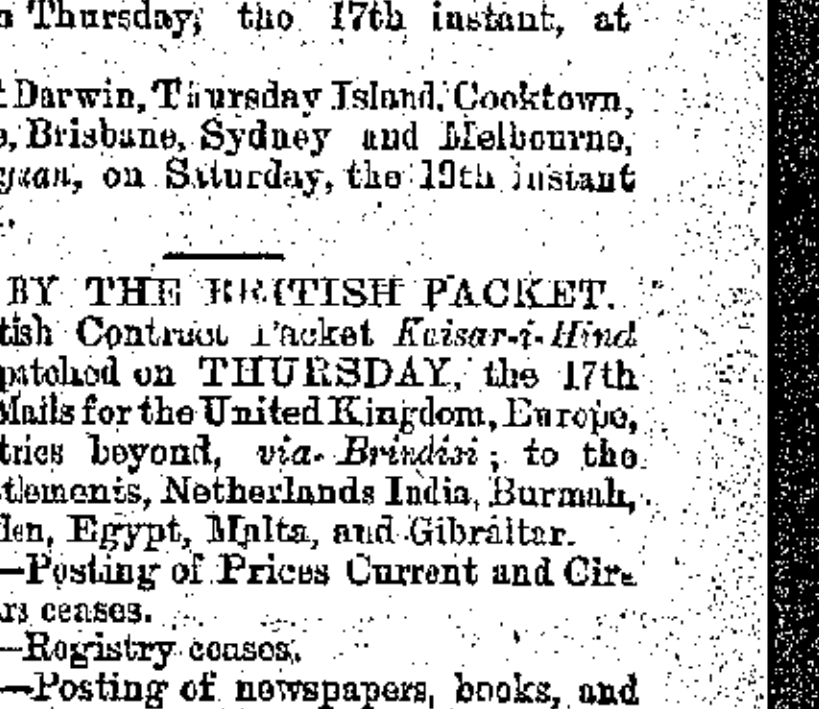 Thursday, the 17th instant, at
Darwin, Thursday Island, Cooktown,
Brisbane, Sydney and Melbourne,
on Saturday, the 19th instant
BY THE BRITISH PACKET.
tish Contract Packet Kaisar-i-Hind
patched on THURSDAY, the 17th
Mails for the United Kingdom, Europe,
tries beyond, via Brindisi; to the
tlements, Netherlands India, Burmah,
den, Egypt, Malta, and Gibraltar.
—Posting of Prices Current and Cir-
ars ceases.
—Registry ceases.
—Posting of newspapers, books, and